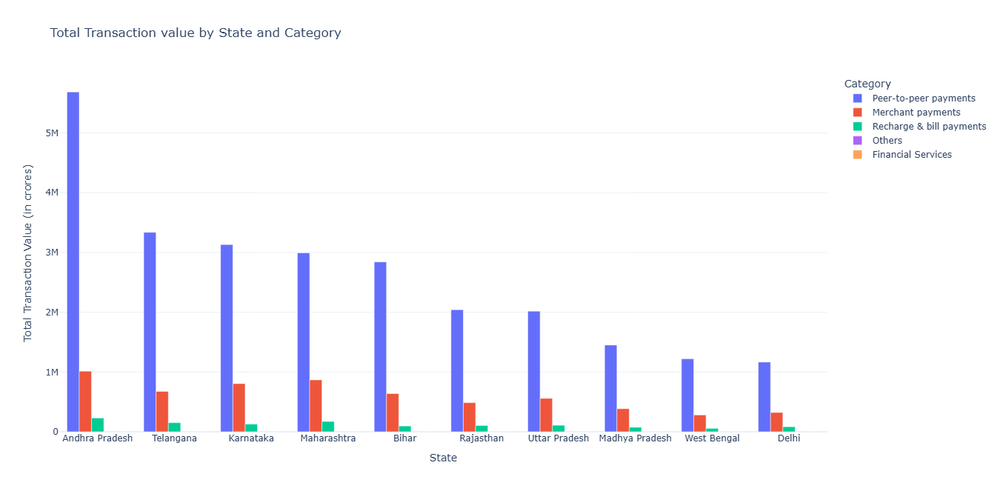 Total Transaction value by State and Category
Category
Peer-to-peer payments
Merchant payments
Recharge & bill payments
Others
Financial Services
Total Transaction Value (in crores)
5M
4M
3M
2M
1M
0
Andhra Pradesh Telangana Karnataka Maharashtra Bihar Rajasthan Uttar Pradesh Madhya Pradesh West Bengal Delhi
State